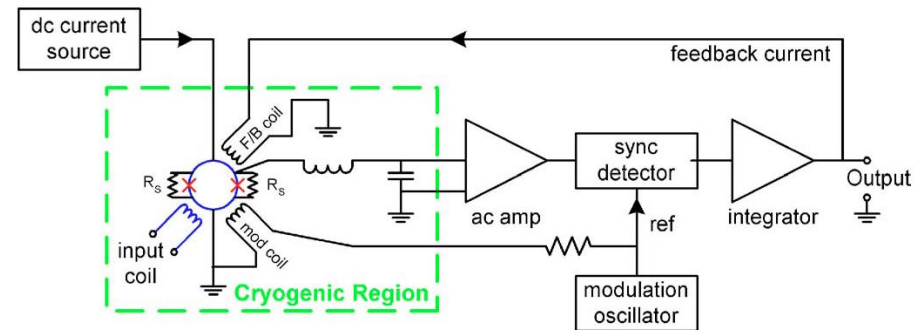 dc current
source
feedback current
F/B coil
R_S
R_S
sync
detector
Output
ac amp
integrator
ref
input
coil
mod coil
Cryogenic Region
modulation
oscillator